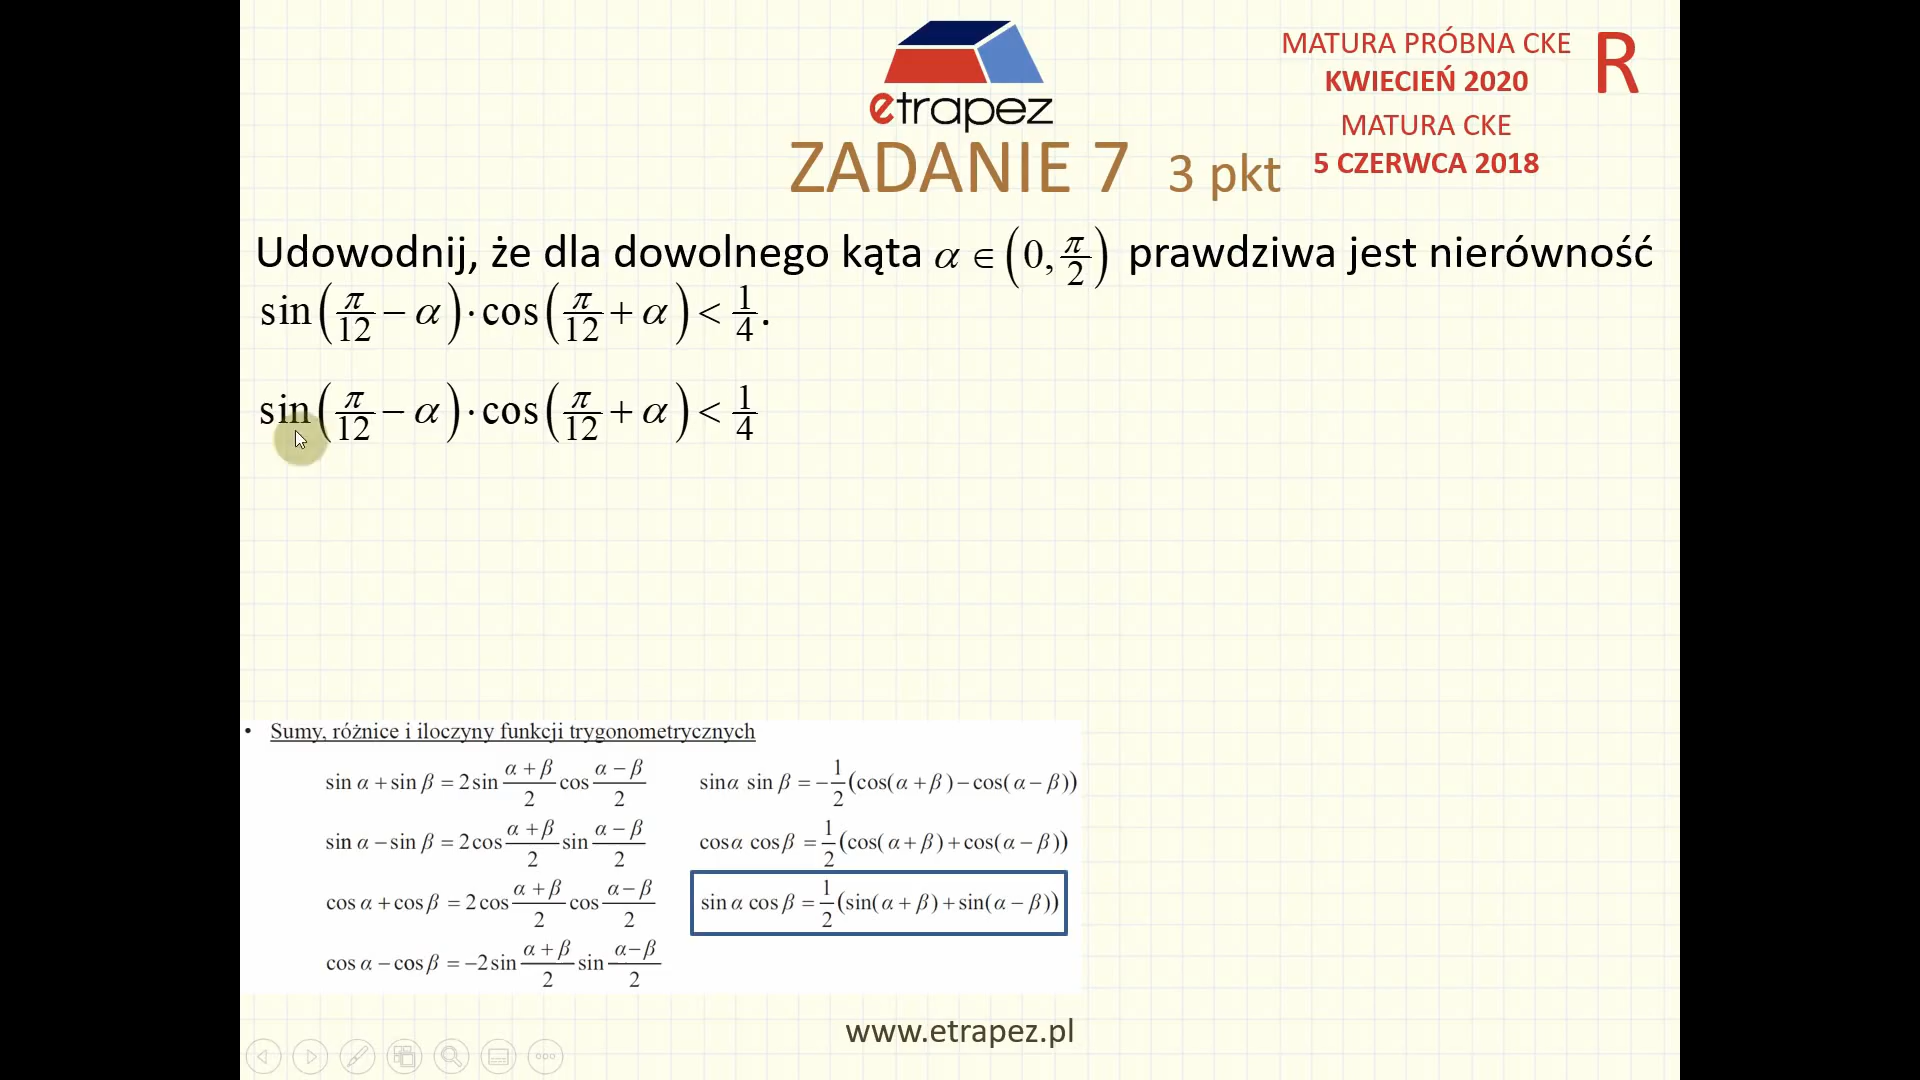 etrapez
MATURA PRÓBNA CKE
KWIECIEŃ 2020
R
MATURA CKE
5 CZERWCA 2018
ZADANIE 7 3 pkt
Udowodnij, że dla dowolnego kąta α ∈ (0, π/2) prawdziwa jest nierówność
sin(π/12 − α) · cos(π/12 + α) < 1/4.
sin(π/12 − α) · cos(π/12 + α) < 1/4
• Sumy, różnice i iloczyny funkcji trygonometrycznych
sin α + sin β = 2 sin (α + β)/2 cos (α − β)/2
sin α − sin β = 2 cos (α + β)/2 sin (α − β)/2
cos α + cos β = 2 cos (α + β)/2 cos (α − β)/2
cos α − cos β = −2 sin (α + β)/2 sin (α − β)/2
sin α sin β = −1/2 (cos(α + β) − cos(α − β))
cos α cos β = 1/2 (cos(α + β) + cos(α − β))
sin α cos β = 1/2 (sin(α + β) + sin(α − β))
www.etrapez.pl